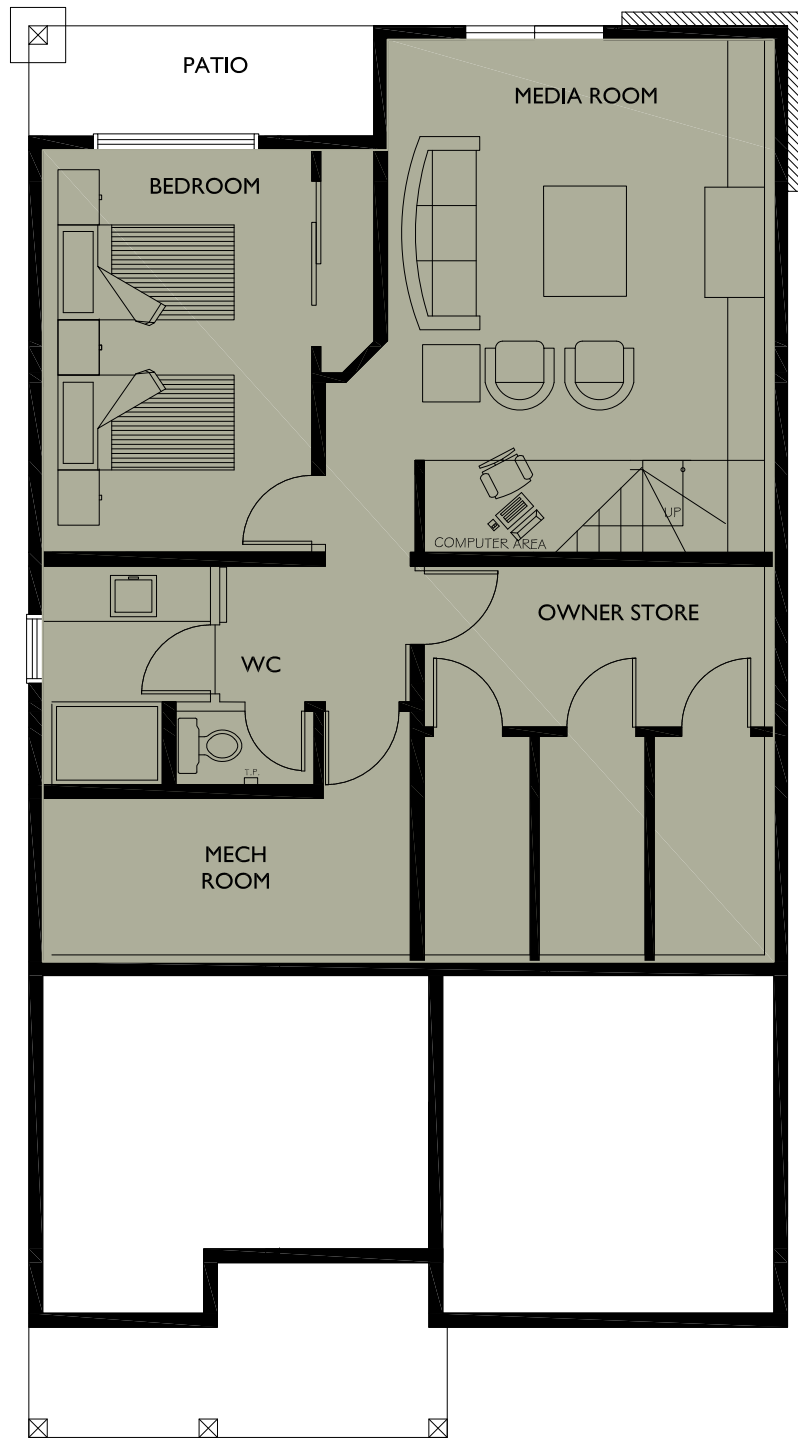 PATIO
MEDIA ROOM
BEDROOM
UP
COMPUTER AREA
OWNER STORE
WC
T.P.
MECH
ROOM